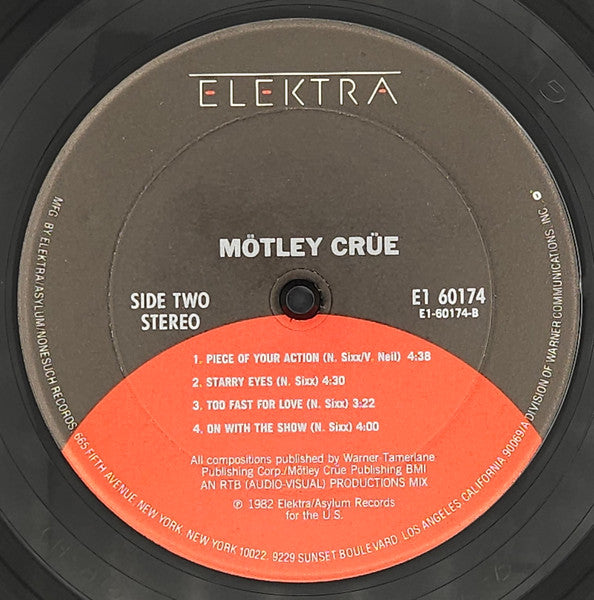 ELEKTRA
MÖTLEY CRÜE
SIDE TWO
STEREO
E1 60174
E1-60174-B
1. PIECE OF YOUR ACTION (N. Sixx/V. Neil) 4:38
2. STARRY EYES (N. Sixx) 4:30
3. TOO FAST FOR LOVE (N. Sixx) 3:22
4. ON WITH THE SHOW (N. Sixx) 4:00
All compositions published by Warner-Tamerlane
Publishing Corp./Mötley Crüe Publishing BMI
AN RTB (AUDIO-VISUAL) PRODUCTIONS MIX
℗ 1982 Elektra/Asylum Records
for the U.S.
MFG. BY ELEKTRA/ASYLUM/NONESUCH RECORDS, 665 FIFTH AVENUE, NEW YORK, NEW YORK 10022. 9229 SUNSET BOULEVARD, LOS ANGELES, CALIFORNIA 90069/A DIVISION OF WARNER COMMUNICATIONS, INC.